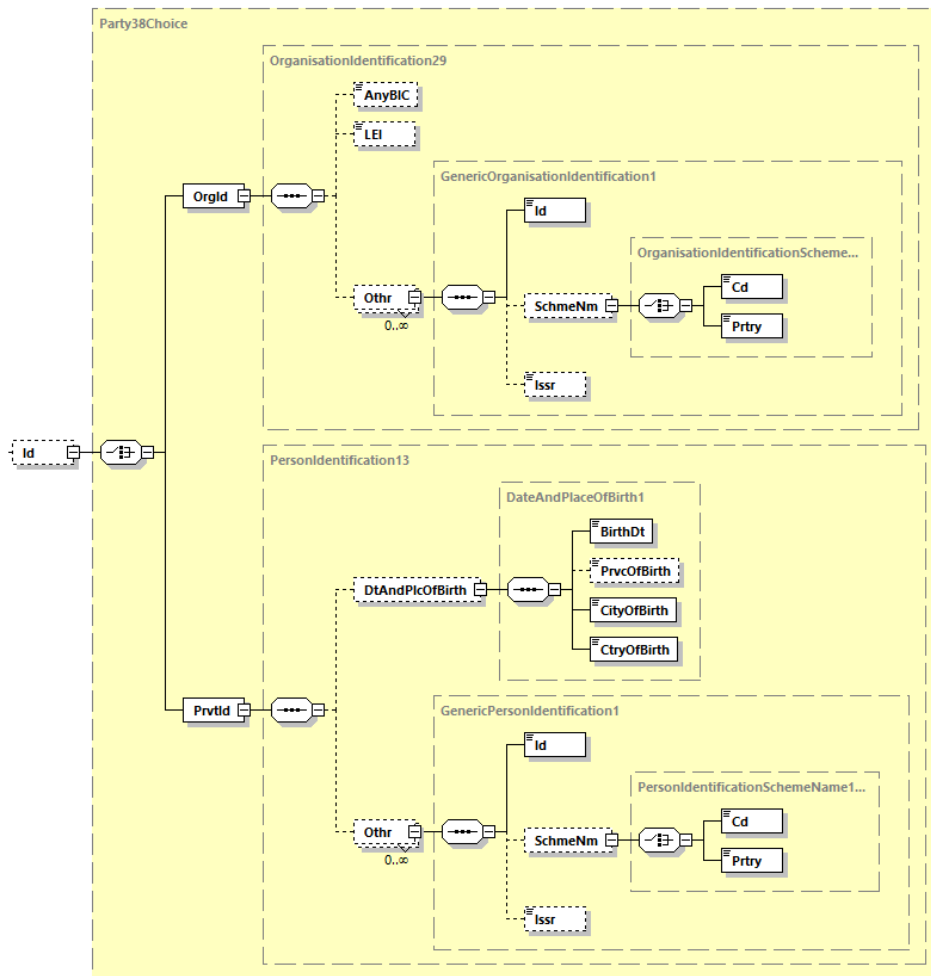 Party38Choice
OrganisationIdentification29
AnyBIC
LEI
GenericOrganisationIdentification1
OrgId
Id
OrganisationIdentificationScheme...
Cd
Othr
SchmeNm
0..∞
Prtry
Issr
Id
PersonIdentification13
DateAndPlaceOfBirth1
BirthDt
PrvcOfBirth
DtAndPlcOfBirth
CityOfBirth
CtryOfBirth
PrvtId
GenericPersonIdentification1
Id
PersonIdentificationSchemeName1...
Cd
Othr
SchmeNm
0..∞
Prtry
Issr